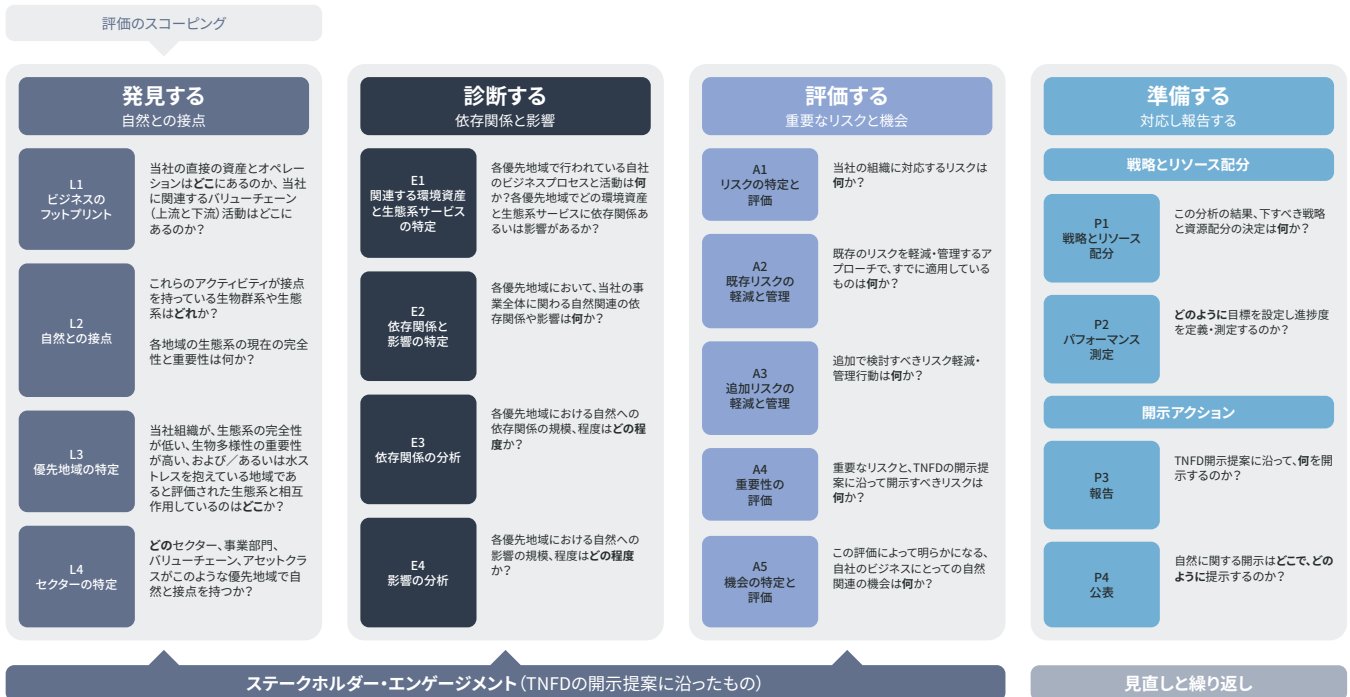 評価のスコーピング
発見する
自然との接点
L1
ビジネスの
フットプリント
当社の直接の資産とオペレー
ションはどこにあるのか、当社
に関連するバリューチェーン
（上流と下流）活動はどこに
あるのか？
L2
自然との接点
これらのアクティビティが接点
を持っている生物群系や生態
系はどれか？
各地域の生態系の現在の完全
性と重要性は何か？
L3
優先地域の特定
当社組織が、生態系の完全性
が低い、生物多様性の重要性
が高い、および／あるいは水ス
トレスを抱えている地域であ
ると評価された生態系と相互
作用しているのはどこか？
L4
セクターの特定
どのセクター、事業部門、
バリューチェーン、アセットクラ
スがこのような優先地域で自
然と接点を持つか？
診断する
依存関係と影響
E1
関連する環境資産
と生態系サービス
の特定
各優先地域で行われている自社
のビジネスプロセスと活動は何
か？各優先地域でどの環境資産
と生態系サービスに依存関係あ
るいは影響があるか？
E2
依存関係と
影響の特定
各優先地域において、当社の事
業全体に関わる自然関連の依
存関係や影響は何か？
E3
依存関係の分析
各優先地域における自然への
依存関係の規模、程度はどの程
度か？
E4
影響の分析
各優先地域における自然への
影響の規模、程度はどの程度
か？
評価する
重要なリスクと機会
A1
リスクの特定と
評価
当社の組織に対応するリスクは
何か？
A2
既存リスクの
軽減と管理
既存のリスクを軽減・管理するア
プローチで、すでに適用している
ものは何か？
A3
追加リスクの
軽減と管理
追加で検討すべきリスク軽減・
管理行動は何か？
A4
重要性の
評価
重要なリスクと、TNFDの開示提
案に沿って開示すべきリスクは
何か？
A5
機会の特定と
評価
この評価によって明らかになる、
自社のビジネスにとっての自然
関連の機会は何か？
準備する
対応し報告する
戦略とリソース配分
P1
戦略とリソース
配分
この分析の結果、下すべき戦略
と資源配分の決定は何か？
P2
パフォーマンス
測定
どのように目標を設定し進捗度
を定義・測定するのか？
開示アクション
P3
報告
TNFD開示提案に沿って、何を開
示するのか？
P4
公表
自然に関する開示はどこで、どの
ように提示するのか？
ステークホルダー・エンゲージメント（TNFDの開示提案に沿ったもの）
見直しと繰り返し